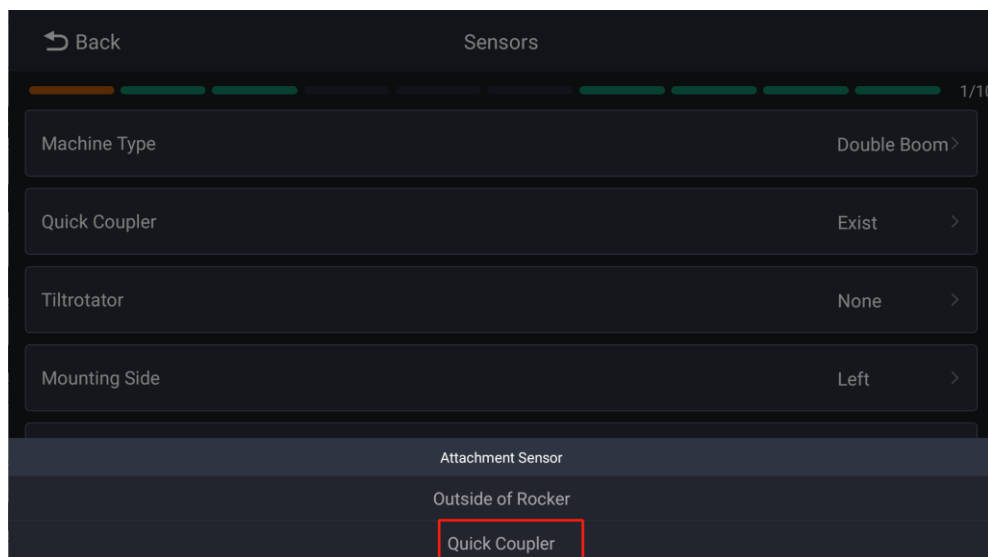 Back
Sensors
1/10
Machine Type
Double Boom
Quick Coupler
Exist
Tiltrotator
None
Mounting Side
Left
Attachment Sensor
Outside of Rocker
Quick Coupler